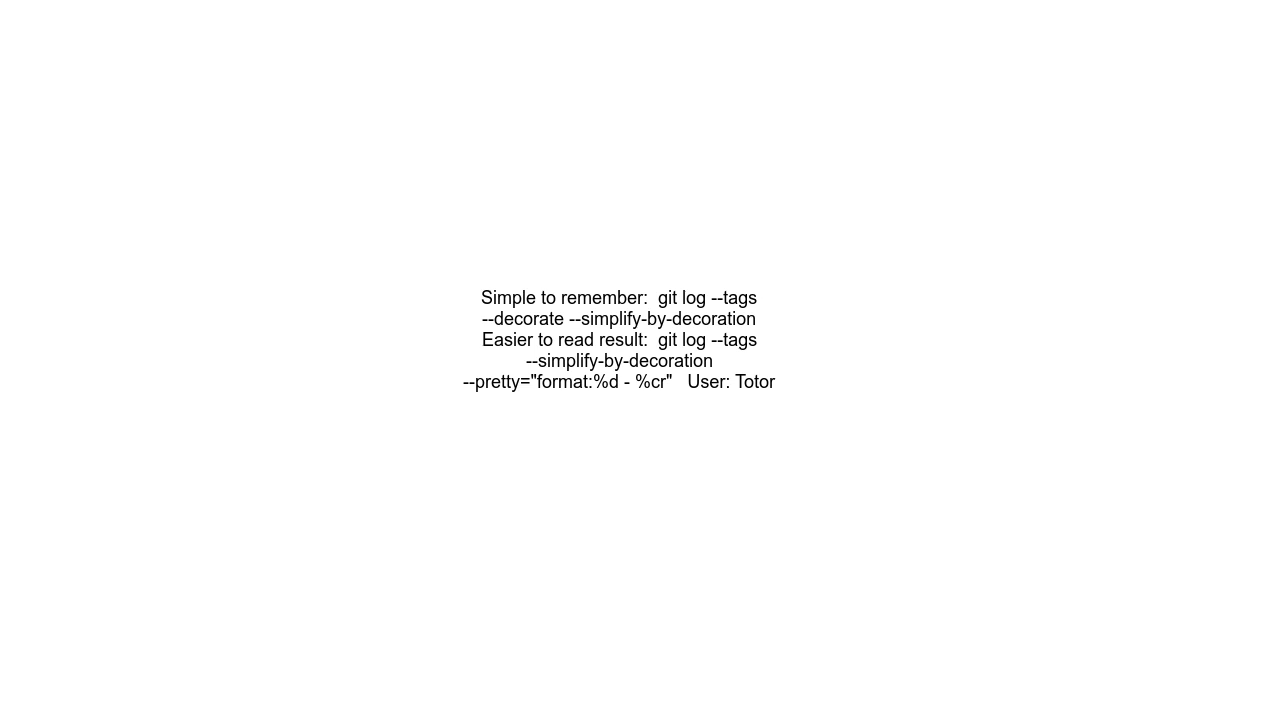 Simple to remember:  git log --tags
--decorate --simplify-by-decoration
Easier to read result:  git log --tags
--simplify-by-decoration
--pretty="format:%d - %cr"   User: Totor